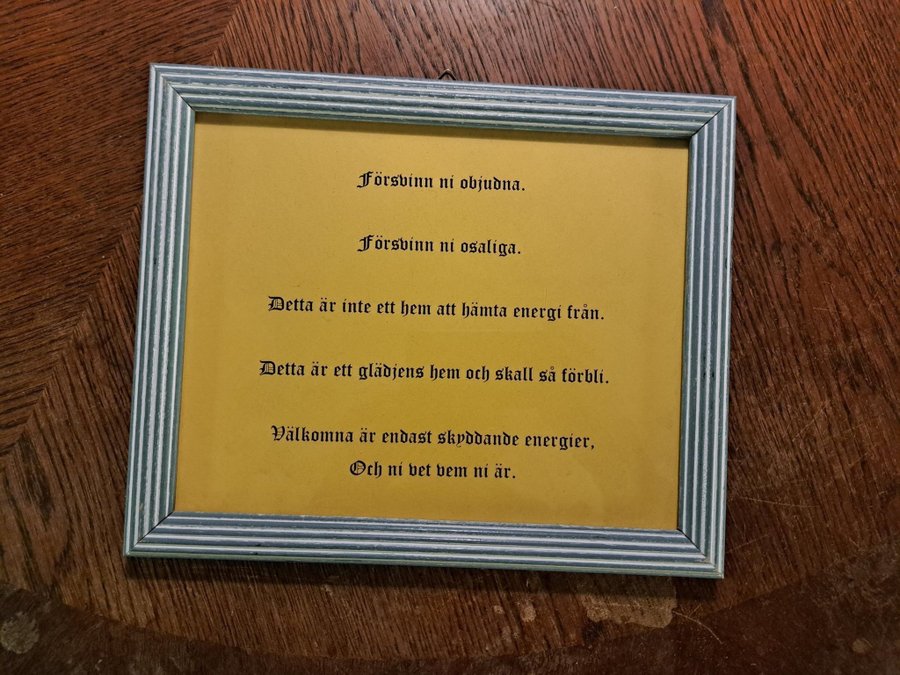 Försvinn ni objudna.
Försvinn ni osaliga.
Detta är inte ett hem att hämta energi från.
Detta är ett glädjens hem och skall så förbli.
Välkomna är endast skyddande energier,
Och ni vet vem ni är.